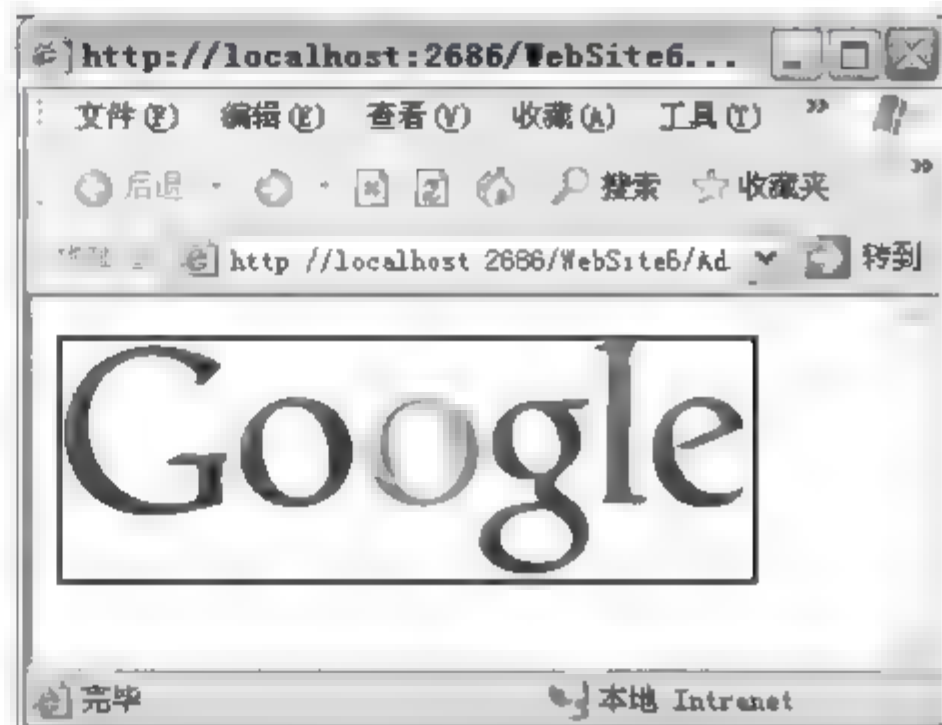 http://localhost:2686/WebSite6...
文件(F) 编辑(E) 查看(V) 收藏(A) 工具(T) »
后退 搜索 收藏夹 »
http //localhost 2686/WebSite6/Ad 转到
Google
完毕 本地 Intranet